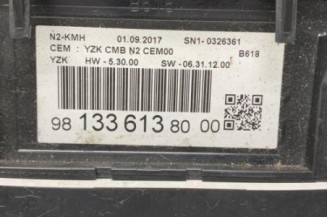 N2-KMH 01.09.2017 SN1- 0326361
CEM : YZK CMB N2 CEM00 B618
YZK HW - 5.30.00 SW - 06.31.12.00
98 133 613 80 00